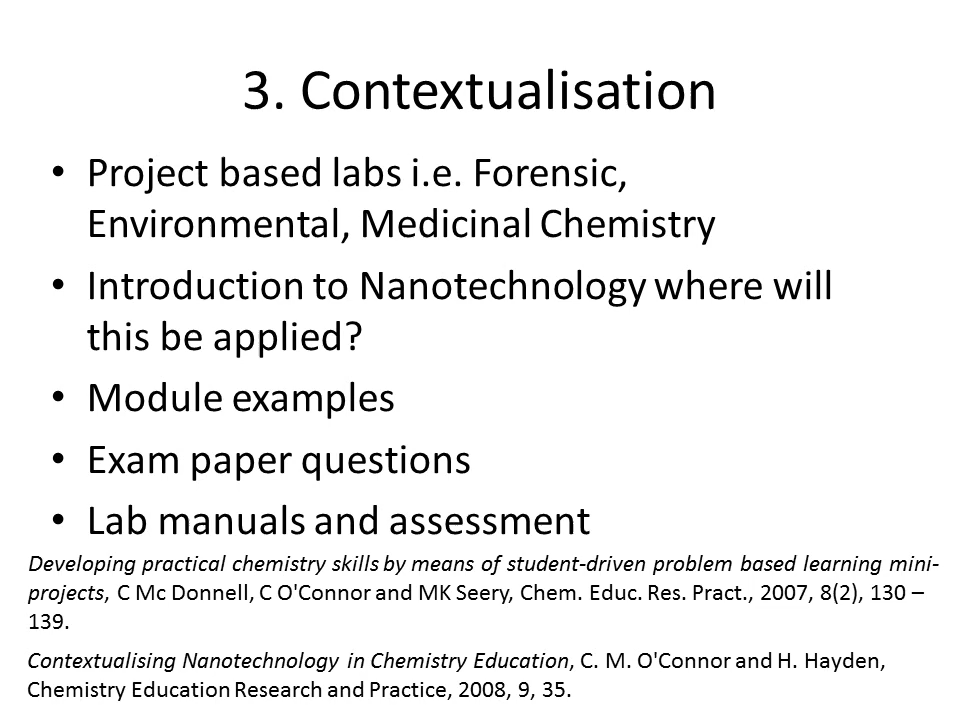 3. Contextualisation
• Project based labs i.e. Forensic,
Environmental, Medicinal Chemistry
• Introduction to Nanotechnology where will
this be applied?
• Module examples
• Exam paper questions
• Lab manuals and assessment
Developing practical chemistry skills by means of student-driven problem based learning mini-
projects, C Mc Donnell, C O'Connor and MK Seery, Chem. Educ. Res. Pract., 2007, 8(2), 130 –
139.
Contextualising Nanotechnology in Chemistry Education, C. M. O'Connor and H. Hayden,
Chemistry Education Research and Practice, 2008, 9, 35.